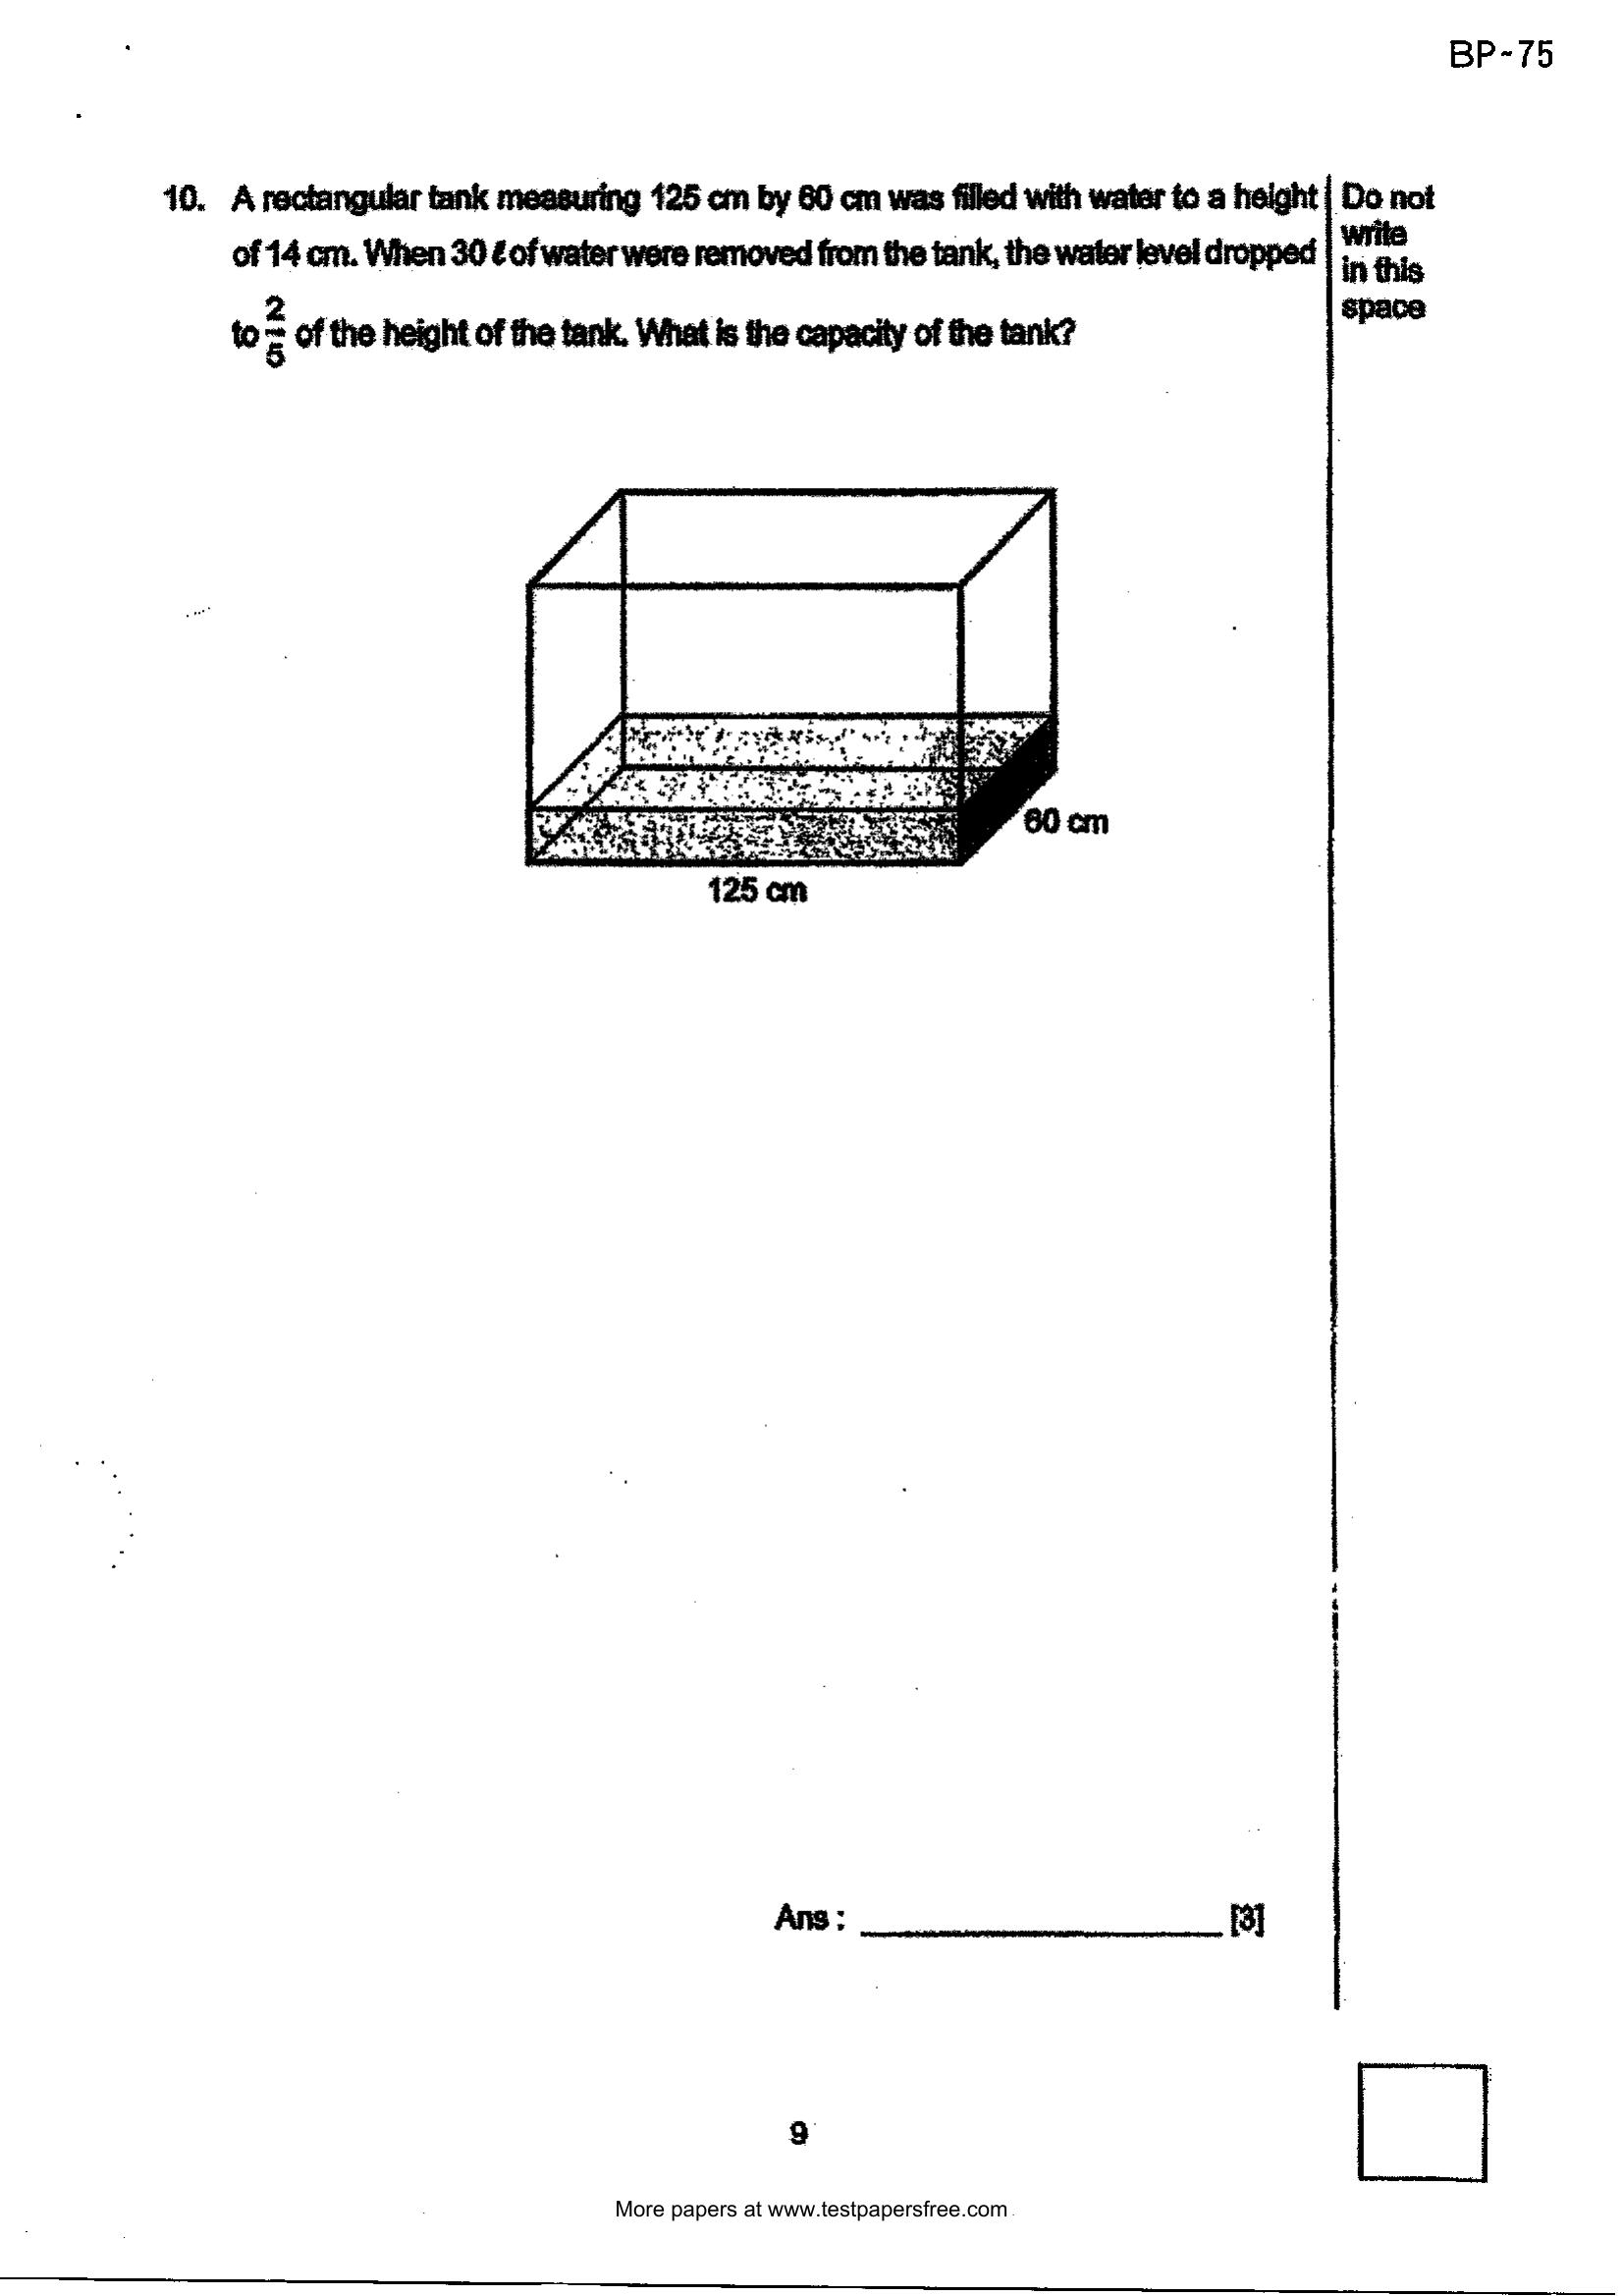 BP-75
10. A rectangular tank measuring 125 cm by 60 cm was filled with water to a height
of 14 cm. When 30 ℓ of water were removed from the tank, the water level dropped
to 2/5 of the height of the tank. What is the capacity of the tank?
Do not
write
in this
space
60 cm
125 cm
Ans : ____________________ [3]
9
More papers at www.testpapersfree.com